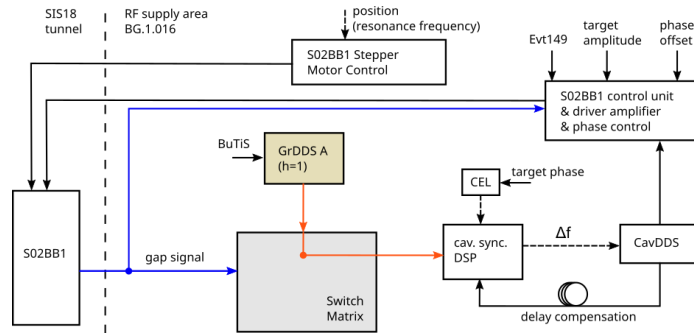 SIS18
tunnel
RF supply area
BG.1.016
position
(resonance frequency)
S02BB1 Stepper
Motor Control
Evt149
target
amplitude
phase
offset
S02BB1 control unit
& driver amplifier
& phase control
BuTiS
GrDDS A
(h=1)
CEL
target phase
S02BB1
gap signal
Switch
Matrix
cav. sync.
DSP
Δf
CavDDS
delay compensation